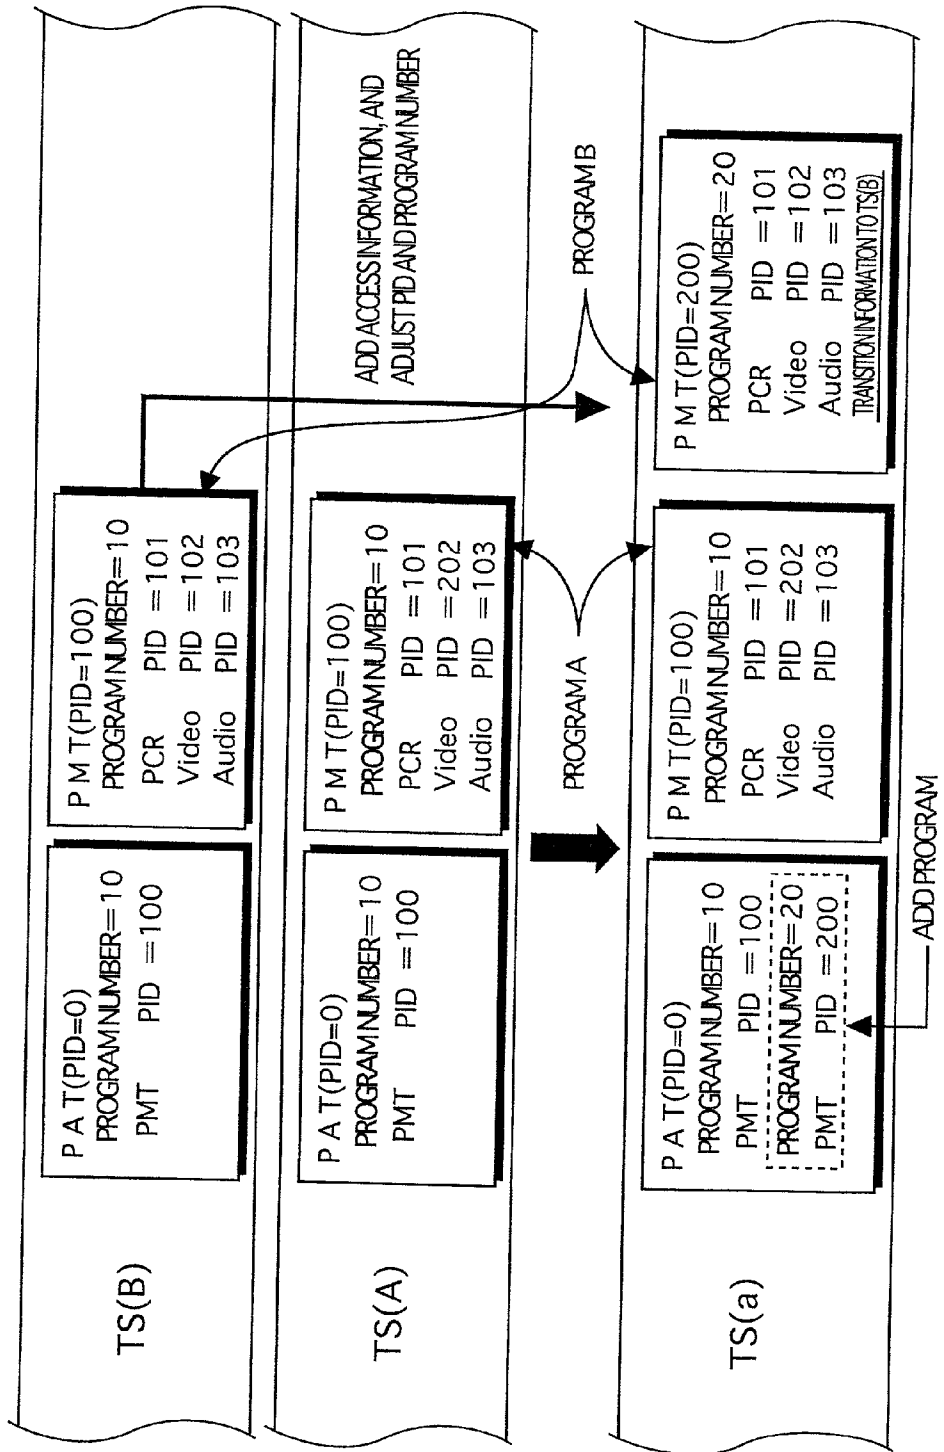 TS(B)
P A T(PID=0)
PROGRAM NUMBER=10
PMT PID =100
P M T(PID=100)
PROGRAM NUMBER=10
PCR PID =101
Video PID =102
Audio PID =103
ADD ACCESS INFORMATION, AND
ADJUST PID AND PROGRAM NUMBER
TS(A)
P A T(PID=0)
PROGRAM NUMBER=10
PMT PID =100
P M T(PID=100)
PROGRAM NUMBER=10
PCR PID =101
Video PID =202
Audio PID =103
PROGRAM A
PROGRAM B
TS(a)
P A T(PID=0)
PROGRAM NUMBER=10
PMT PID =100
PROGRAM NUMBER=20
PMT PID =200
P M T(PID=100)
PROGRAM NUMBER=10
PCR PID =101
Video PID =202
Audio PID =103
P M T(PID=200)
PROGRAM NUMBER=20
PCR PID =101
Video PID =102
Audio PID =103
TRANSITION INFORMATION TO TS(B)
ADD PROGRAM